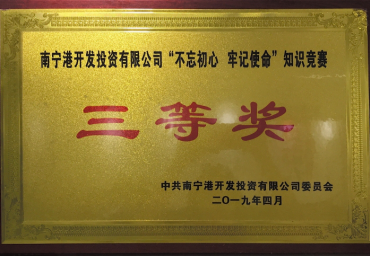 南宁港开发投资有限公司“不忘初心 牢记使命”知识竞赛
三等奖
中共南宁港开发投资有限公司委员会
二〇一九年四月